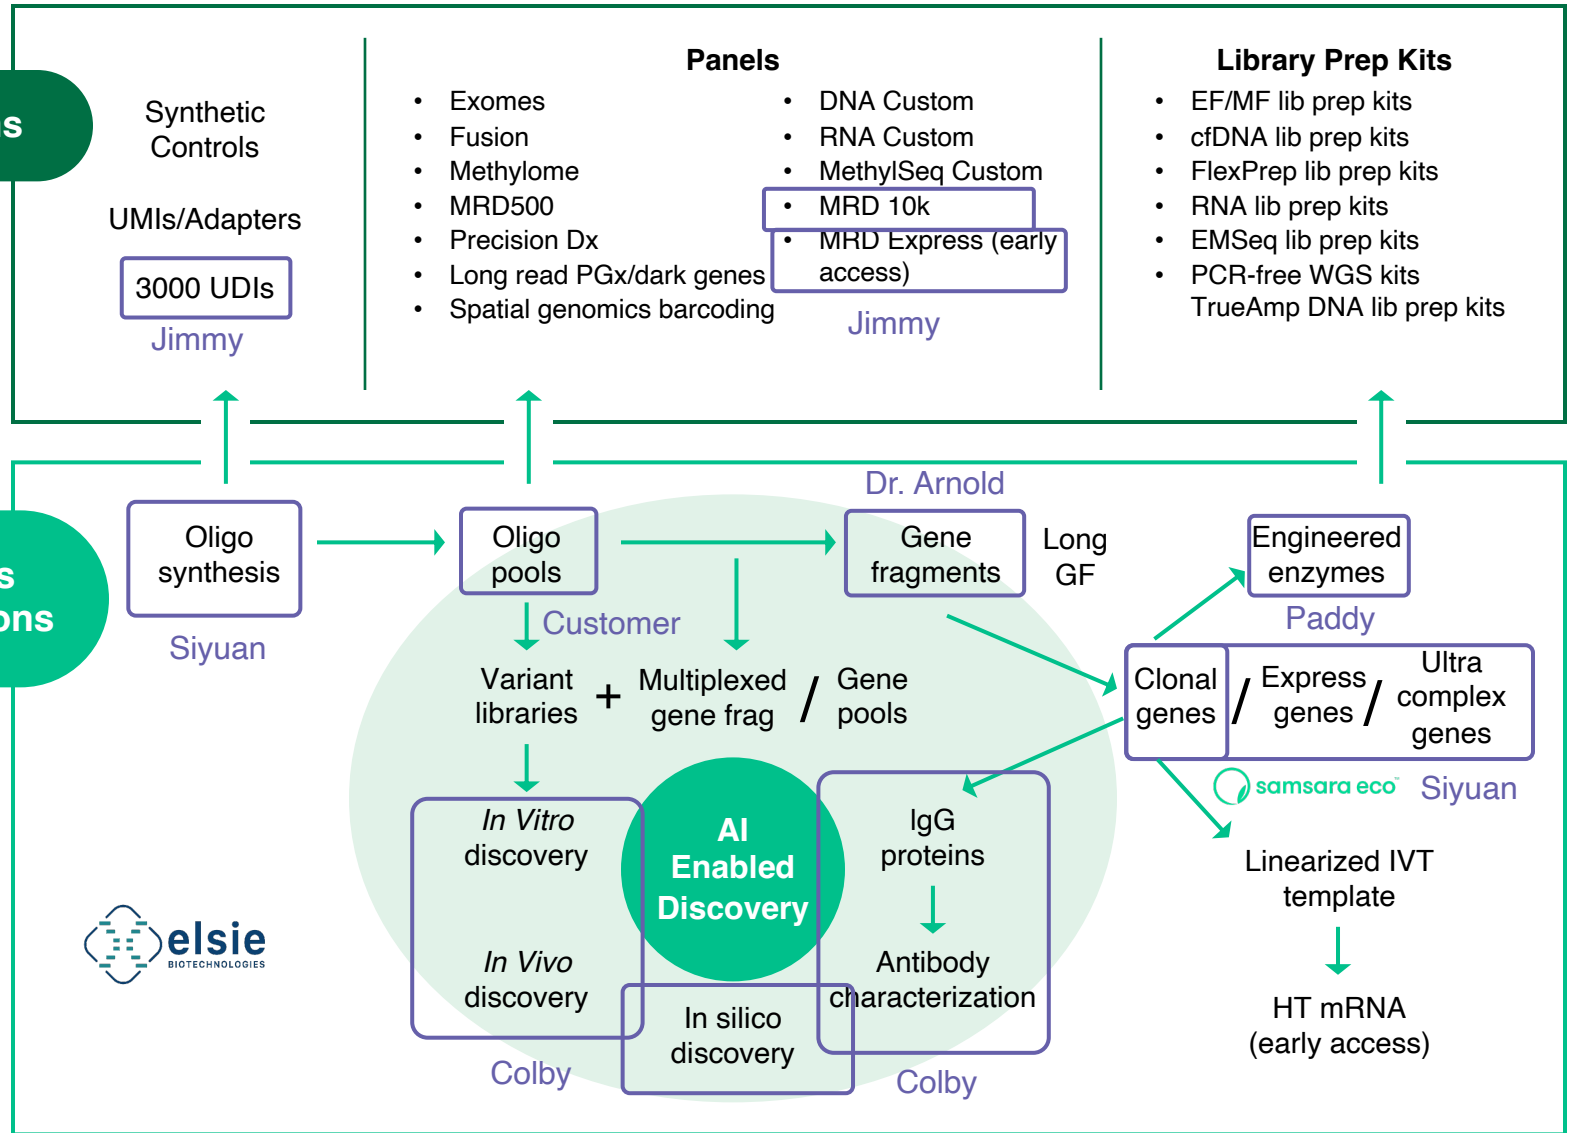 Panels
Library Prep Kits
ns
Synthetic
Controls
UMIs/Adapters
3000 UDIs
Jimmy
• Exomes
• Fusion
• Methylome
• MRD500
• Precision Dx
• Long read PGx/dark genes
• Spatial genomics barcoding
• DNA Custom
• RNA Custom
• MethylSeq Custom
• MRD 10k
• MRD Express (early
access)
Jimmy
• EF/MF lib prep kits
• cfDNA lib prep kits
• FlexPrep lib prep kits
• RNA lib prep kits
• EMSeq lib prep kits
• PCR-free WGS kits
TrueAmp DNA lib prep kits
s
ons
Oligo
synthesis
Siyuan
Oligo
pools
Customer
Dr. Arnold
Gene
fragments
Long
GF
Engineered
enzymes
Paddy
Variant
libraries
+
Multiplexed
gene frag
/
Gene
pools
Clonal
genes
/
Express
genes
/
Ultra
complex
genes
samsara eco™
Siyuan
In Vitro
discovery
AI
Enabled
Discovery
IgG
proteins
Linearized IVT
template
elsie
BIOTECHNOLOGIES
In Vivo
discovery
In silico
discovery
Antibody
characterization
HT mRNA
(early access)
Colby
Colby